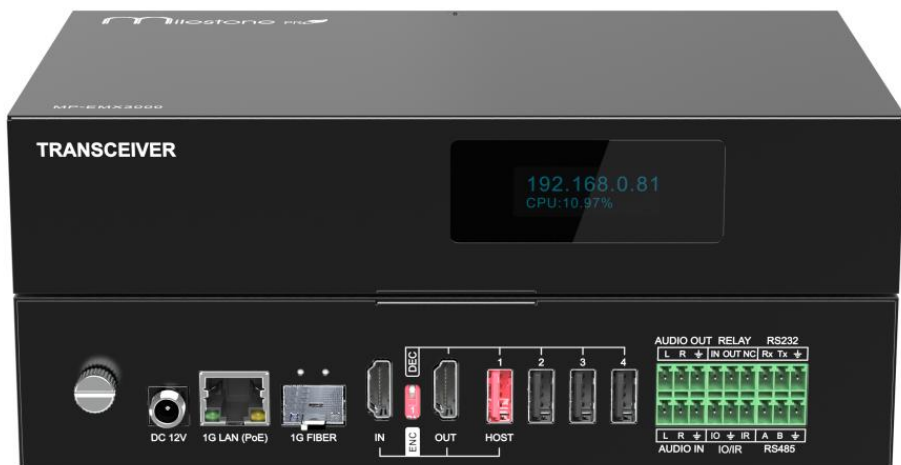 Milestone PRO
MP-EMX3000
TRANSCEIVER
192.168.0.81
CPU:10.97%
DEC
1 2 3 4
AUDIO OUT RELAY RS232
L R IN OUT NC Rx Tx
DC 12V
1G LAN (PoE)
1G FIBER
IN
ENC
OUT
HOST
L R IO IR A B
AUDIO IN IO/IR RS485